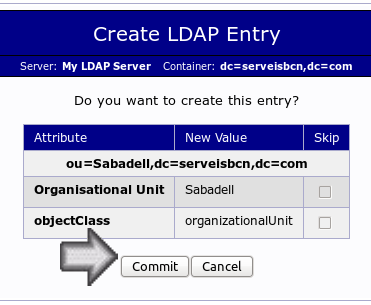 Create LDAP Entry
Server: My LDAP Server Container: dc=serveisbcn,dc=com
Do you want to create this entry?
Attribute New Value Skip
ou=Sabadell,dc=serveisbcn,dc=com
Organisational Unit Sabadell
objectClass organizationalUnit
Commit Cancel